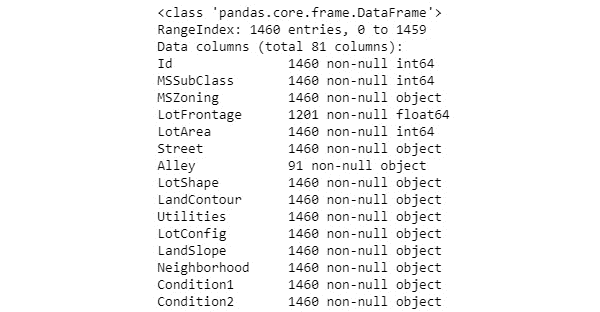 <class 'pandas.core.frame.DataFrame'>
RangeIndex: 1460 entries, 0 to 1459
Data columns (total 81 columns):
Id               1460 non-null int64
MSSubClass       1460 non-null int64
MSZoning         1460 non-null object
LotFrontage      1201 non-null float64
LotArea          1460 non-null int64
Street           1460 non-null object
Alley            91 non-null object
LotShape         1460 non-null object
LandContour      1460 non-null object
Utilities        1460 non-null object
LotConfig        1460 non-null object
LandSlope        1460 non-null object
Neighborhood     1460 non-null object
Condition1       1460 non-null object
Condition2       1460 non-null object